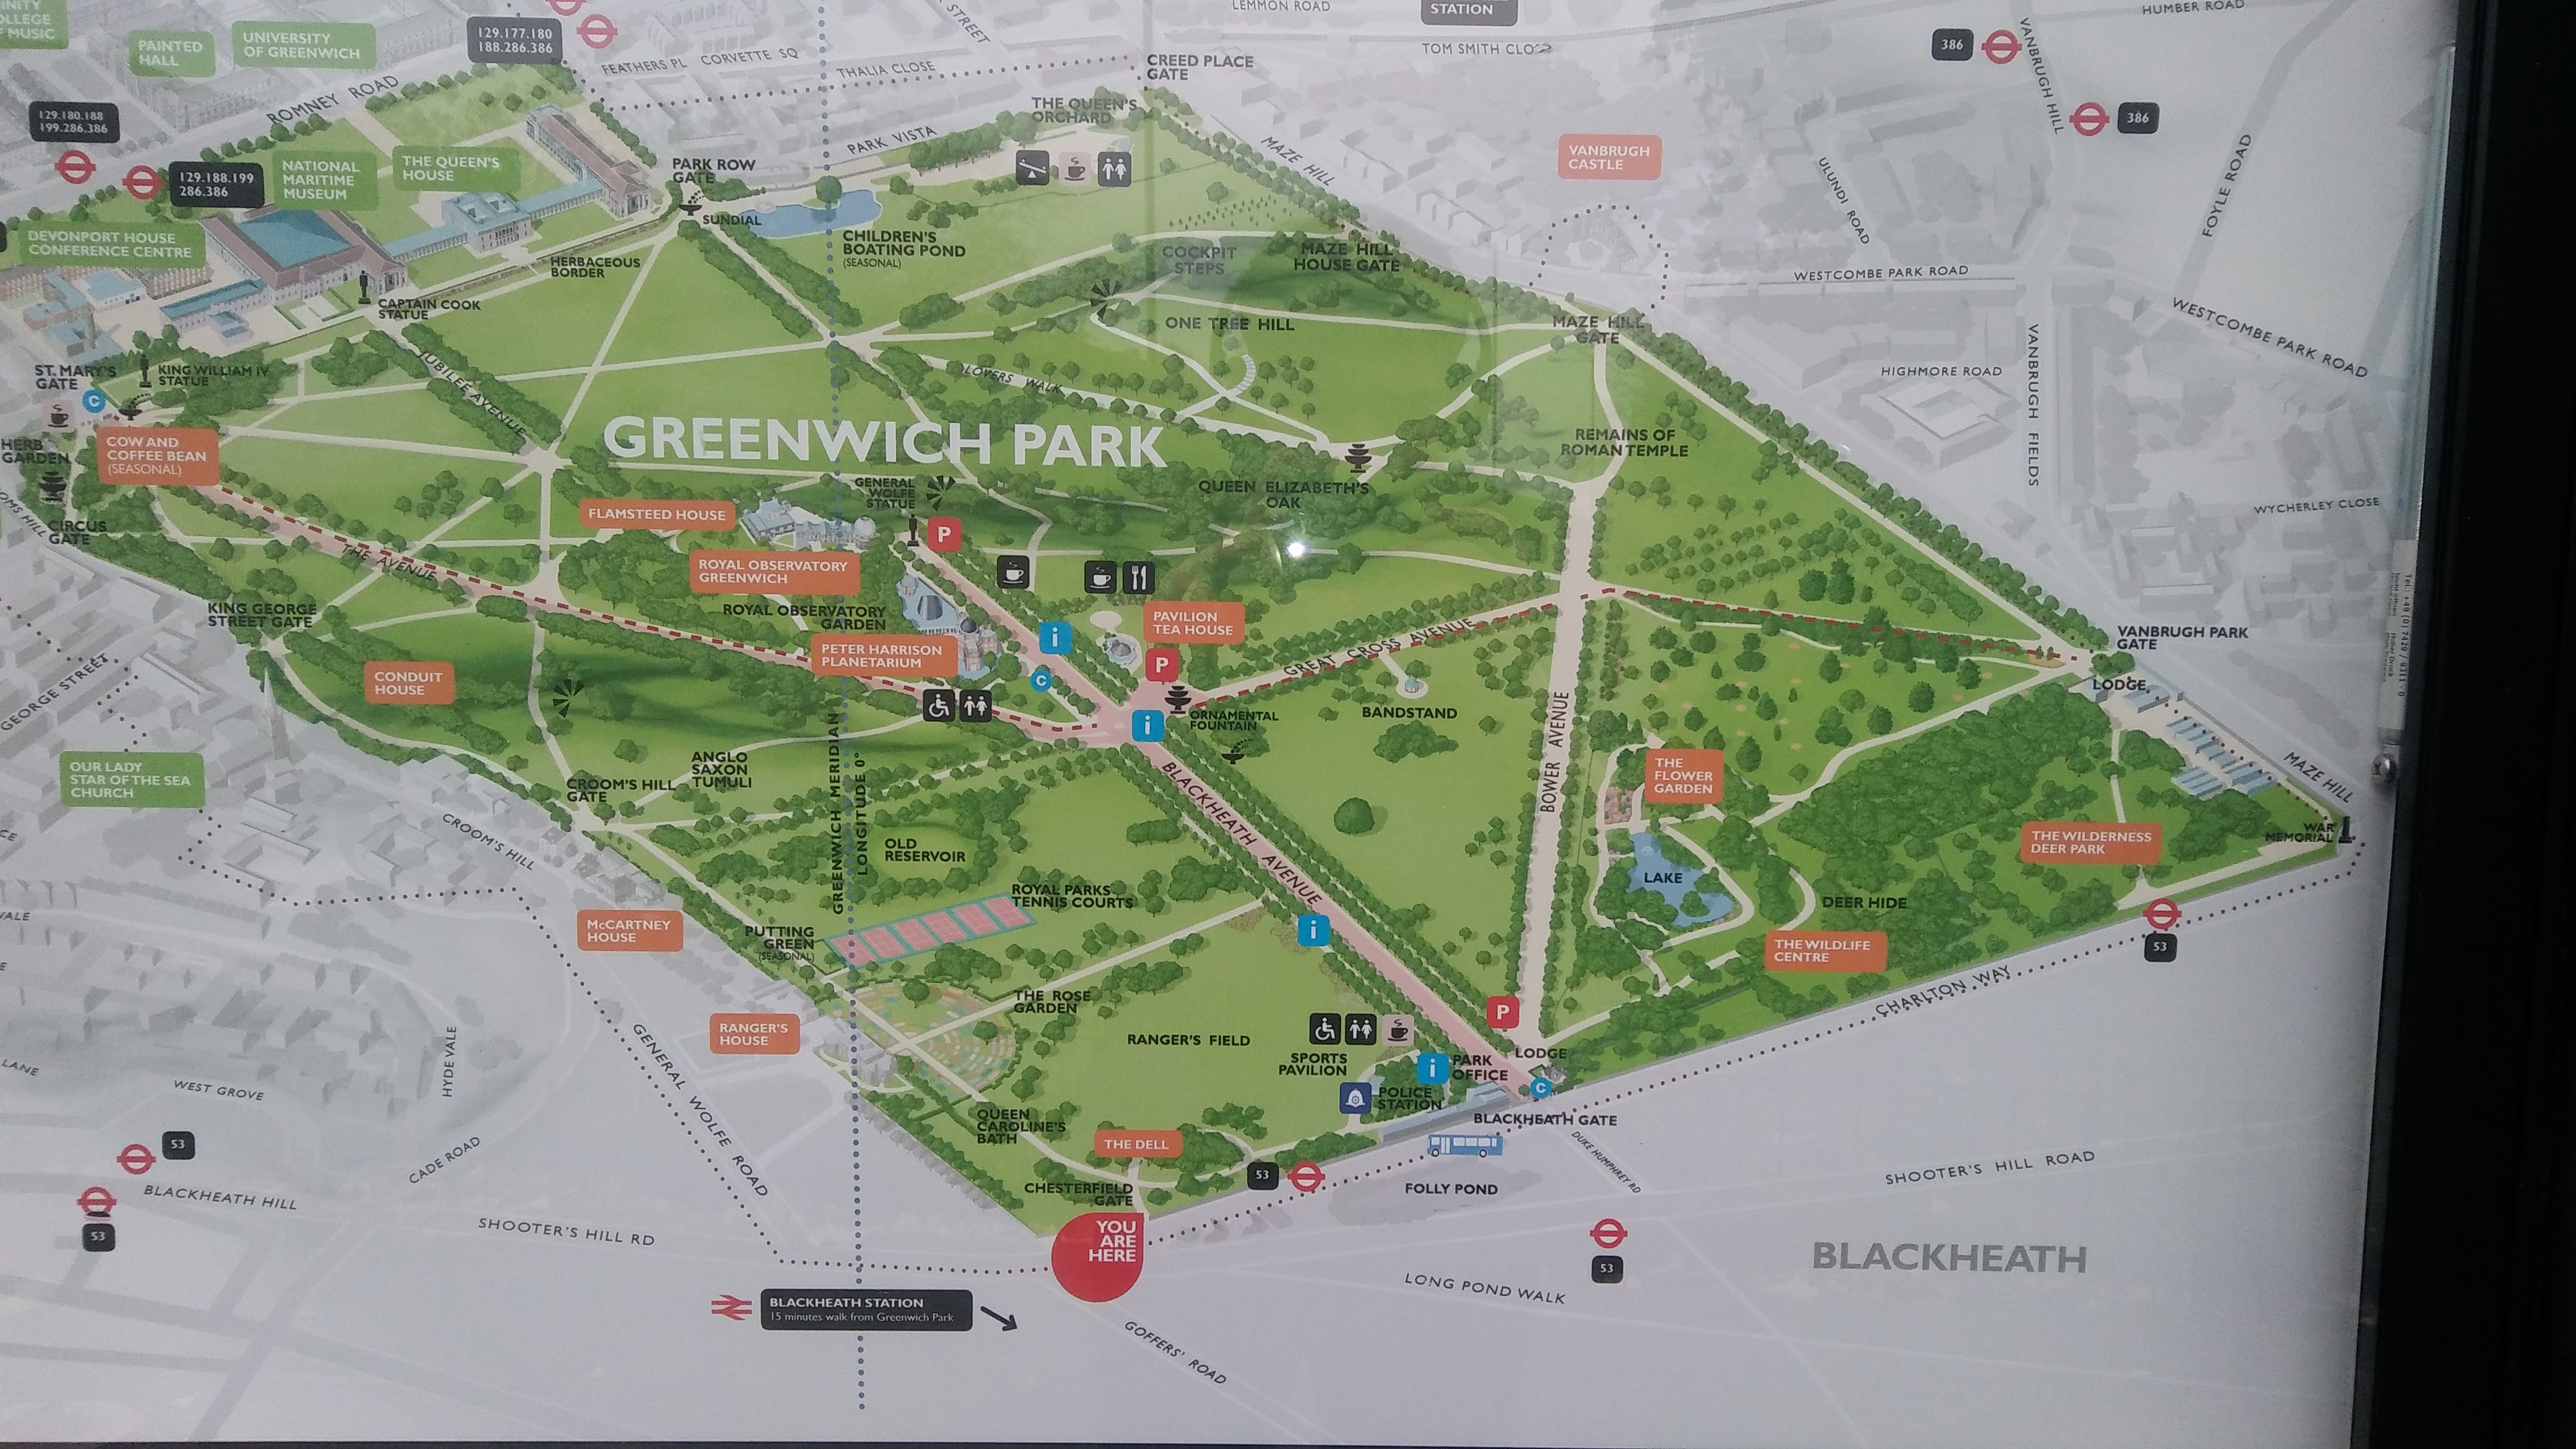 LEMMON ROAD
STATION
HUMBER ROAD
COLLEGE
MUSIC
PAINTED
HALL
UNIVERSITY
OF GREENWICH
129.177.180
188.286.386
STREET
TOM SMITH CLOSE
386
VANBRUGH HILL
386
FEATHERS PL
CORVETTE SQ
THALIA CLOSE
CREED PLACE
GATE
ROMNEY ROAD
129.180.188
199.286.386
129.188.199
286.386
NATIONAL
MARITIME
MUSEUM
THE QUEEN'S
HOUSE
PARK ROW
GATE
SUNDIAL
PARK VISTA
THE QUEEN'S
ORCHARD
MAZE HILL
VANBRUGH
CASTLE
ULUNDI ROAD
FOYLE ROAD
DEVONPORT HOUSE
CONFERENCE CENTRE
HERBACEOUS
BORDER
CHILDREN'S
BOATING POND
(SEASONAL)
COCKPIT
STEPS
MAZE HILL
HOUSE GATE
WESTCOMBE PARK ROAD
WESTCOMBE PARK ROAD
CAPTAIN COOK
STATUE
ONE TREE HILL
MAZE HILL
GATE
ST. MARY'S
GATE
C
KING WILLIAM IV
STATUE
JUBILEE AVENUE
LOVERS WALK
HIGHMORE ROAD
VANBRUGH FIELDS
HERB
GARDEN
COW AND
COFFEE BEAN
(SEASONAL)
GREENWICH PARK
REMAINS OF
ROMAN TEMPLE
CIRCUS
GATE
FLAMSTEED HOUSE
GENERAL
WOLFE
STATUE
P
QUEEN ELIZABETH'S
OAK
WYCHERLEY CLOSE
THE AVENUE
ROYAL OBSERVATORY
GREENWICH
KING GEORGE
STREET GATE
ROYAL OBSERVATORY
GARDEN
i
PAVILION
TEA HOUSE
GREAT CROSS AVENUE
VANBRUGH PARK
GATE
GEORGE STREET
CONDUIT
HOUSE
PETER HARRISON
PLANETARIUM
C
P
LODGE
ORNAMENTAL
FOUNTAIN
i
BANDSTAND
BOWER AVENUE
OUR LADY
STAR OF THE SEA
CHURCH
CROOM'S HILL
GATE
ANGLO
SAXON
TUMULI
GREENWICH MERIDIAN
LONGITUDE 0°
BLACKHEATH AVENUE
THE
FLOWER
GARDEN
MAZE HILL
CROOM'S HILL
OLD
RESERVOIR
WAR
MEMORIAL
THE WILDERNESS
DEER PARK
LAKE
DEER HIDE
McCARTNEY
HOUSE
PUTTING
GREEN
(SEASONAL)
ROYAL PARKS
TENNIS COURTS
i
THE WILDLIFE
CENTRE
53
CHARLTON WAY
RANGER'S
HOUSE
THE ROSE
GARDEN
RANGER'S FIELD
P
SPORTS
PAVILION
i
PARK
OFFICE
LODGE
C
POLICE
STATION
BLACKHEATH GATE
LANE
WEST GROVE
HYDE VALE
GENERAL WOLFE ROAD
QUEEN
CAROLINE'S
BATH
THE DELL
DUKE HUMPHREY RD
53
CADE ROAD
CHESTERFIELD
GATE
53
FOLLY POND
SHOOTER'S HILL ROAD
BLACKHEATH HILL
53
SHOOTER'S HILL RD
YOU
ARE
HERE
53
BLACKHEATH
LONG POND WALK
BLACKHEATH STATION
15 minutes walk from Greenwich Park
GOFFERS' ROAD